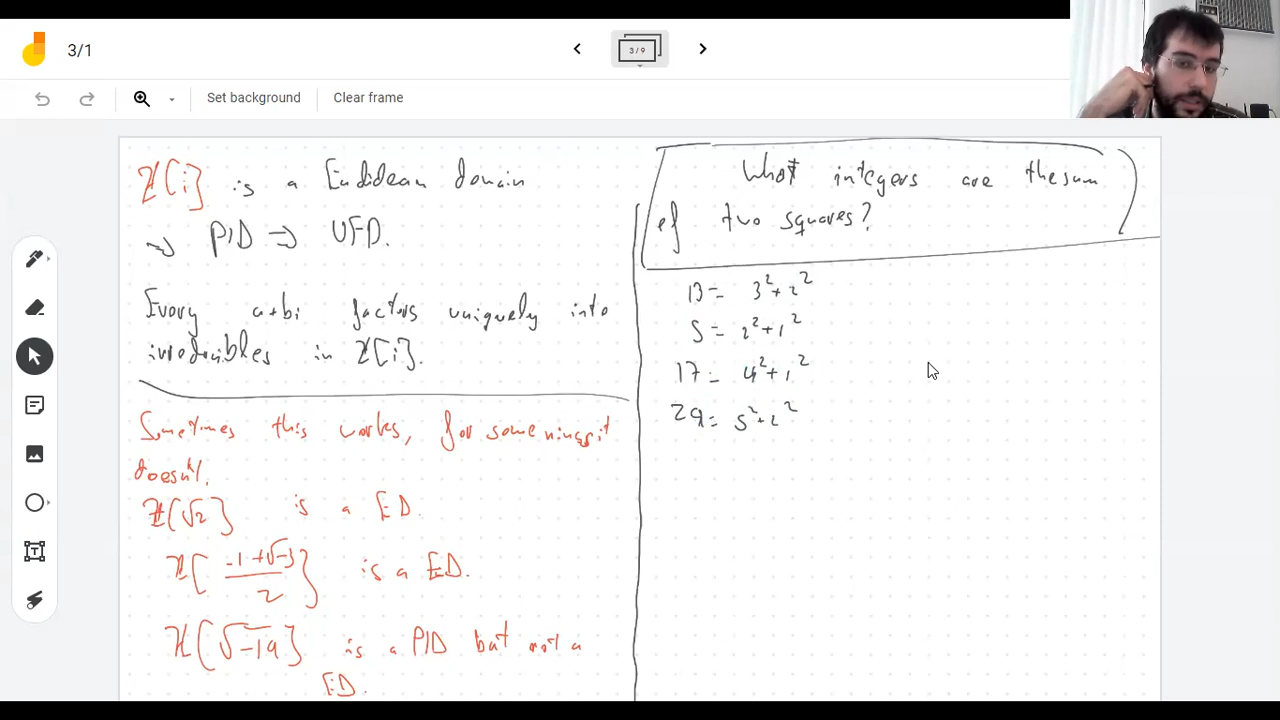 3/1
3/9
Set background
Clear frame
Z[i] is a Euclidean domain
⇒ PID ⇒ UFD.
Every a+bi factors uniquely into
irreducibles in Z[i].
Sometimes this works, for some rings it
doesn't.
Z[√2] is a ED.
Z[(-1+√-3)/2] is a ED.
Z[√-19] is a PID but not a
ED.
What integers are the sum
of two squares?
13 = 3²+2²
5 = 2²+1²
17 = 4²+1²
29 = 5²+2²